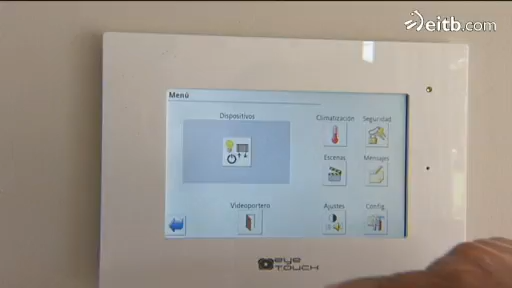 eitb.com
Menú
Dispositivos
Climatización
Seguridad
Escenas
Mensajes
Videoportero
Ajustes
Config.
eye
TOUCH